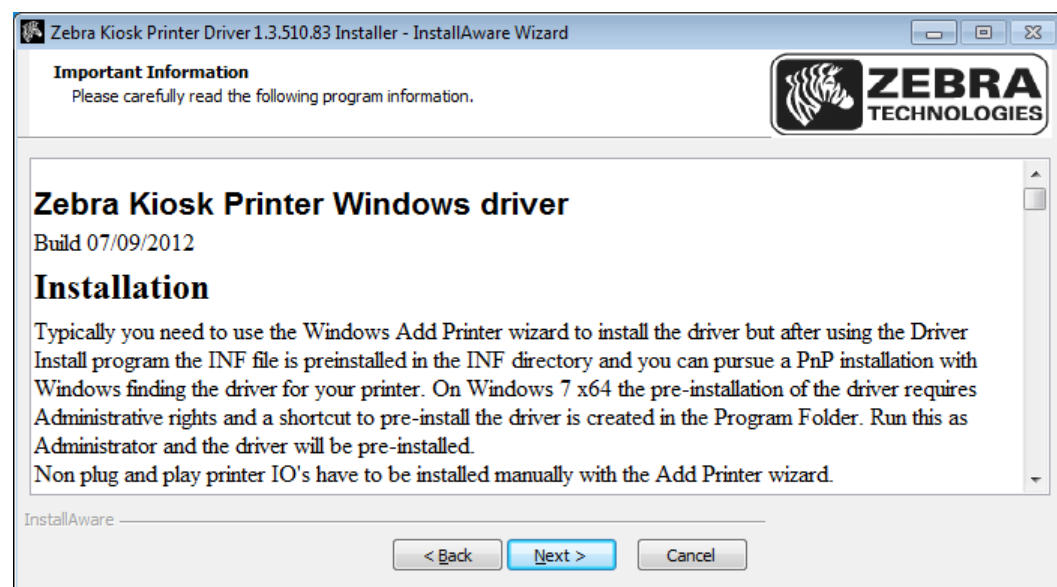 Zebra Kiosk Printer Driver 1.3.510.83 Installer - InstallAware Wizard
Important Information
Please carefully read the following program information.
ZEBRA
TECHNOLOGIES
Zebra Kiosk Printer Windows driver
Build 07/09/2012
Installation
Typically you need to use the Windows Add Printer wizard to install the driver but after using the Driver
Install program the INF file is preinstalled in the INF directory and you can pursue a PnP installation with
Windows finding the driver for your printer. On Windows 7 x64 the pre-installation of the driver requires
Administrative rights and a shortcut to pre-install the driver is created in the Program Folder. Run this as
Administrator and the driver will be pre-installed.
Non plug and play printer IO's have to be installed manually with the Add Printer wizard.
InstallAware
< Back
Next >
Cancel